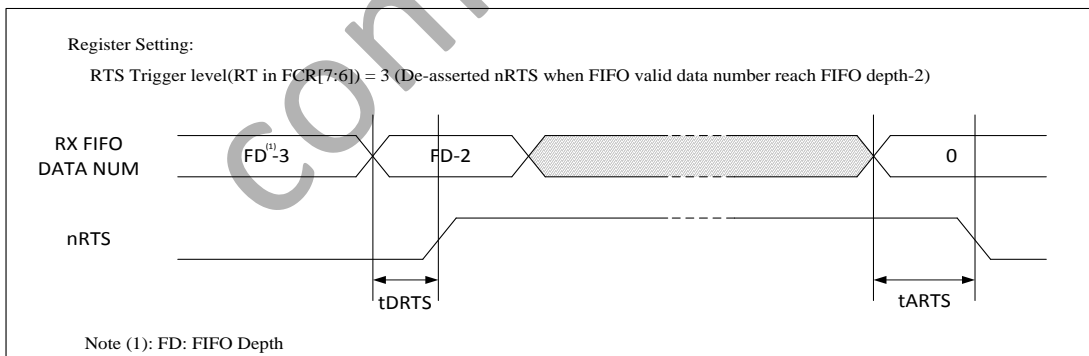 Register Setting:
RTS Trigger level(RT in FCR[7:6]) = 3 (De-asserted nRTS when FIFO valid data number reach FIFO depth-2)
RX FIFO
DATA NUM
FD⁽¹⁾-3
FD-2
0
nRTS
tDRTS
tARTS
Note (1): FD: FIFO Depth